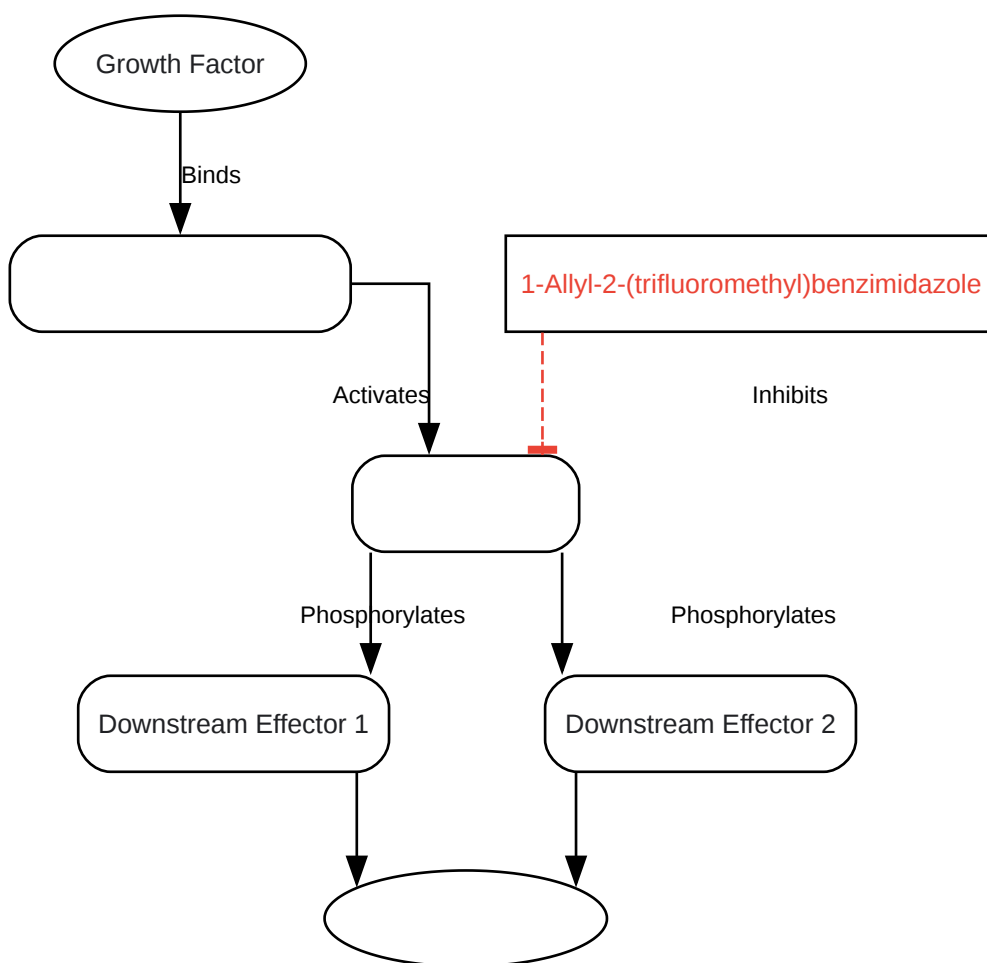 Growth Factor
Binds
1-Allyl-2-(trifluoromethyl)benzimidazole
Activates
Inhibits
Phosphorylates
Phosphorylates
Downstream Effector 1
Downstream Effector 2